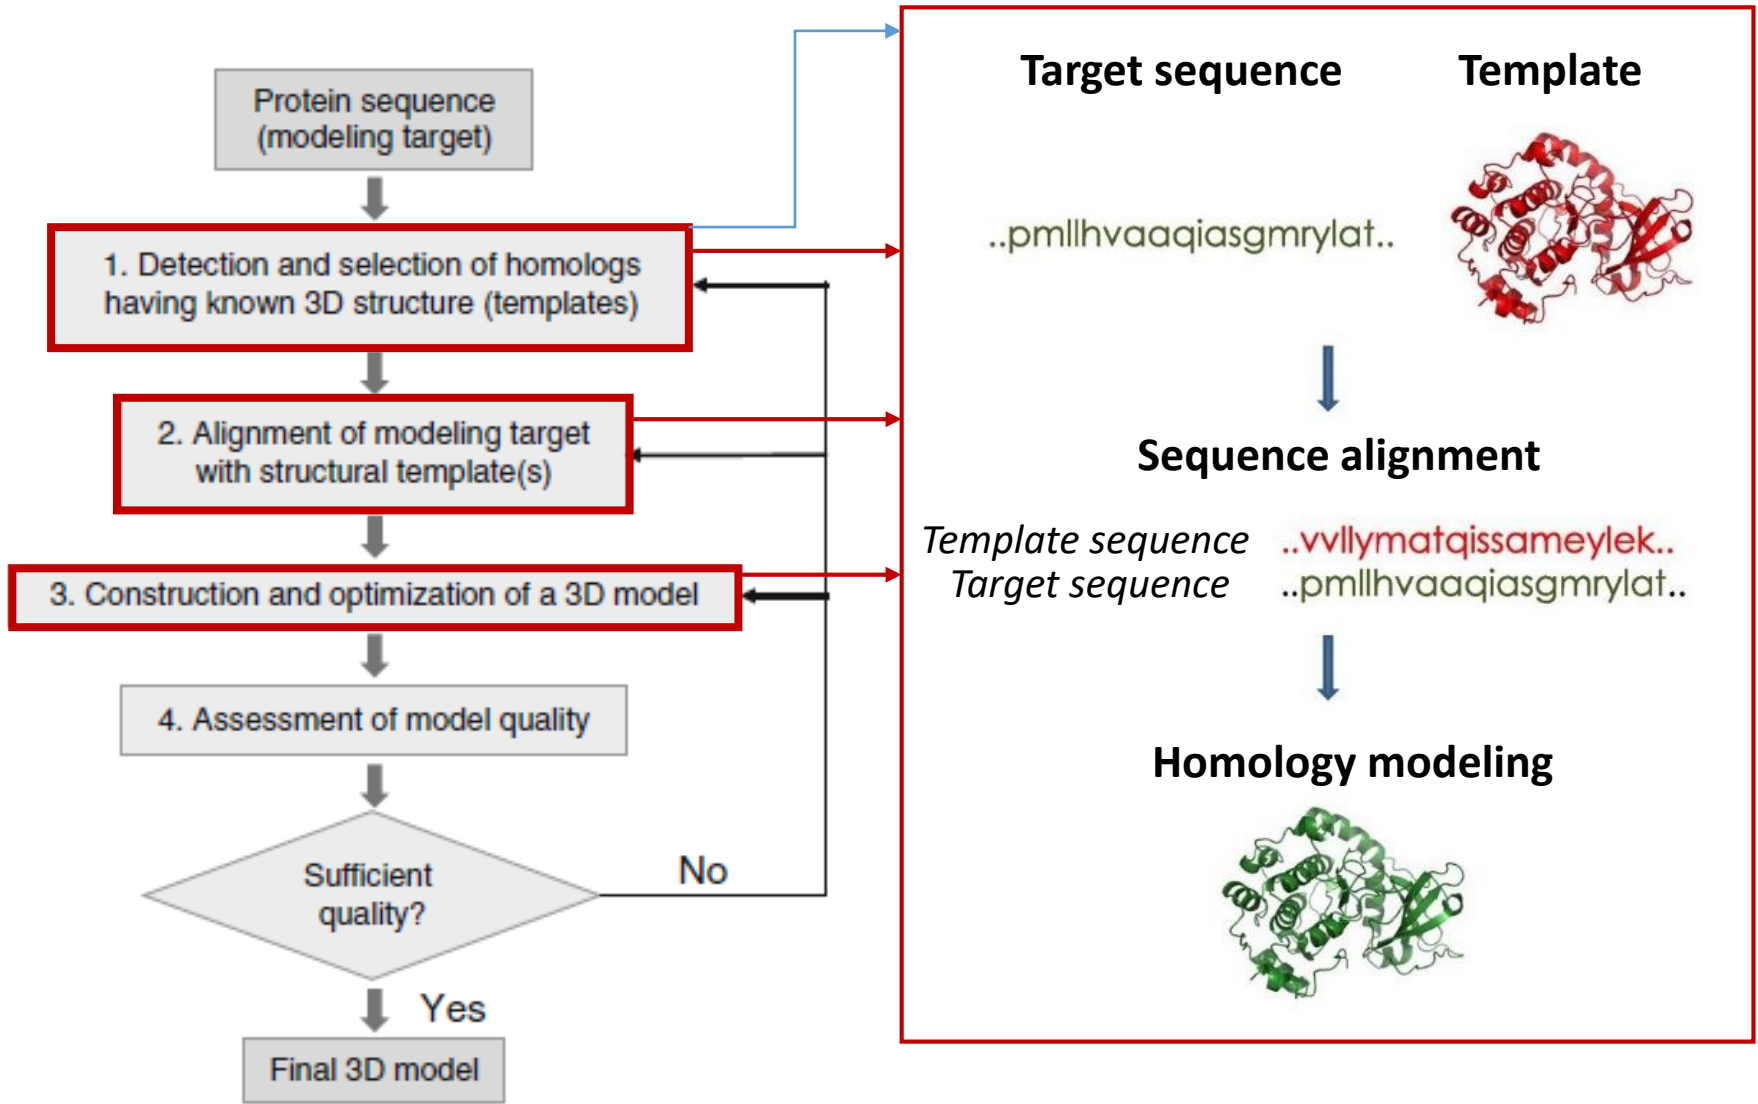 Protein sequence
(modeling target)
1. Detection and selection of homologs
having known 3D structure (templates)
2. Alignment of modeling target
with structural template(s)
3. Construction and optimization of a 3D model
4. Assessment of model quality
Sufficient
quality?
No
Yes
Final 3D model
Target sequence
Template
..pmllhvaaqiasgmrylat..
Sequence alignment
Template sequence ..vvllymatqissameylek..
Target sequence ..pmllhvaaqiasgmrylat..
Homology modeling